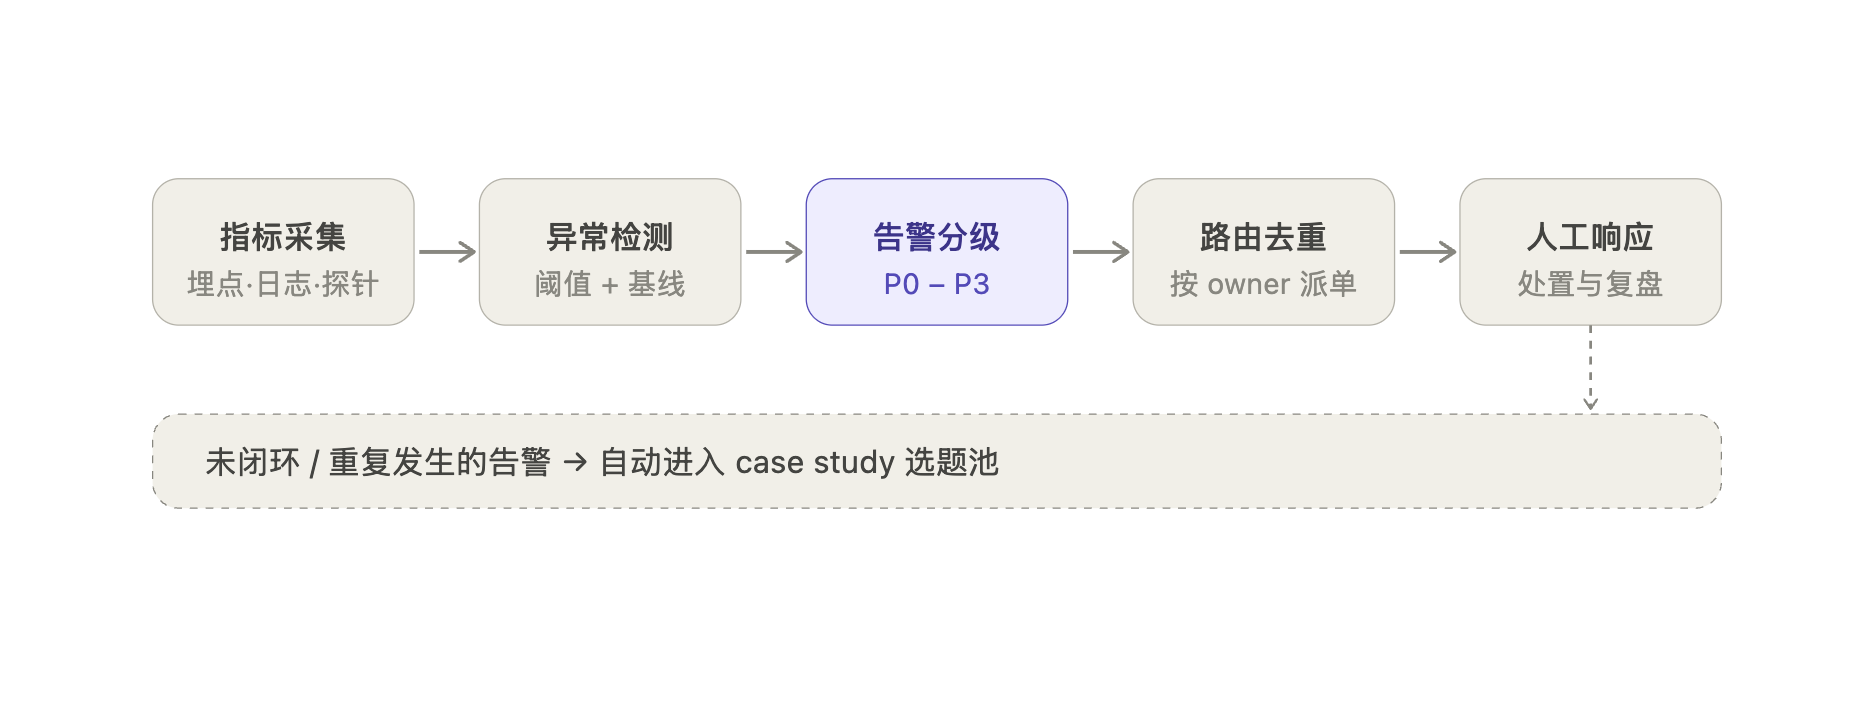 指标采集
埋点·日志·探针
异常检测
阈值 + 基线
告警分级
P0 – P3
路由去重
按 owner 派单
人工响应
处置与复盘
未闭环 / 重复发生的告警 → 自动进入 case study 选题池